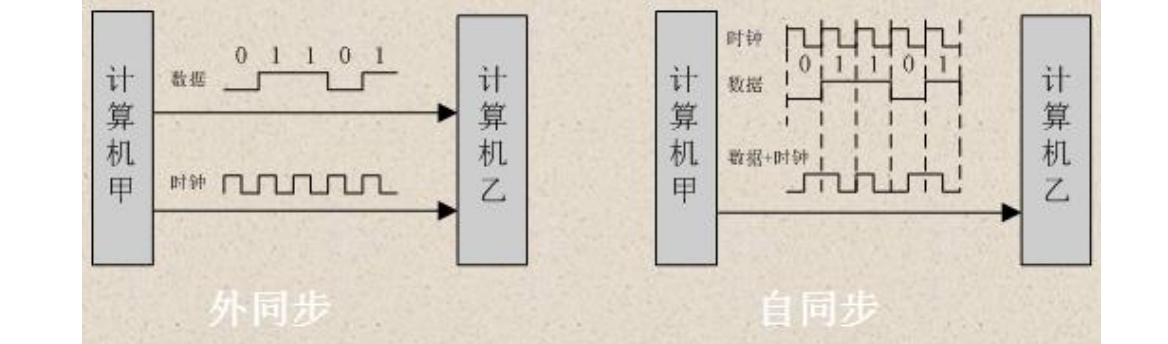 计算机甲
数据
0 1 1 0 1
时钟
计算机乙
外同步
计算机甲
时钟
0 1 1 0 1
数据
数据+时钟
计算机乙
自同步